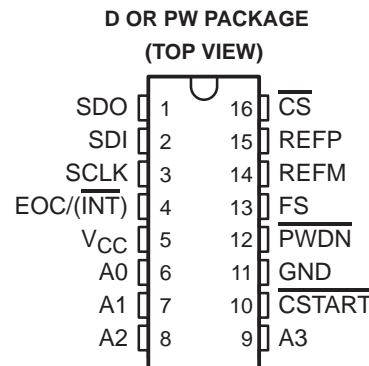 D OR PW PACKAGE
(TOP VIEW)
SDO 1 16 CS
SDI 2 15 REFP
SCLK 3 14 REFM
EOC/(INT) 4 13 FS
VCC 5 12 PWDN
A0 6 11 GND
A1 7 10 CSTART
A2 8 9 A3